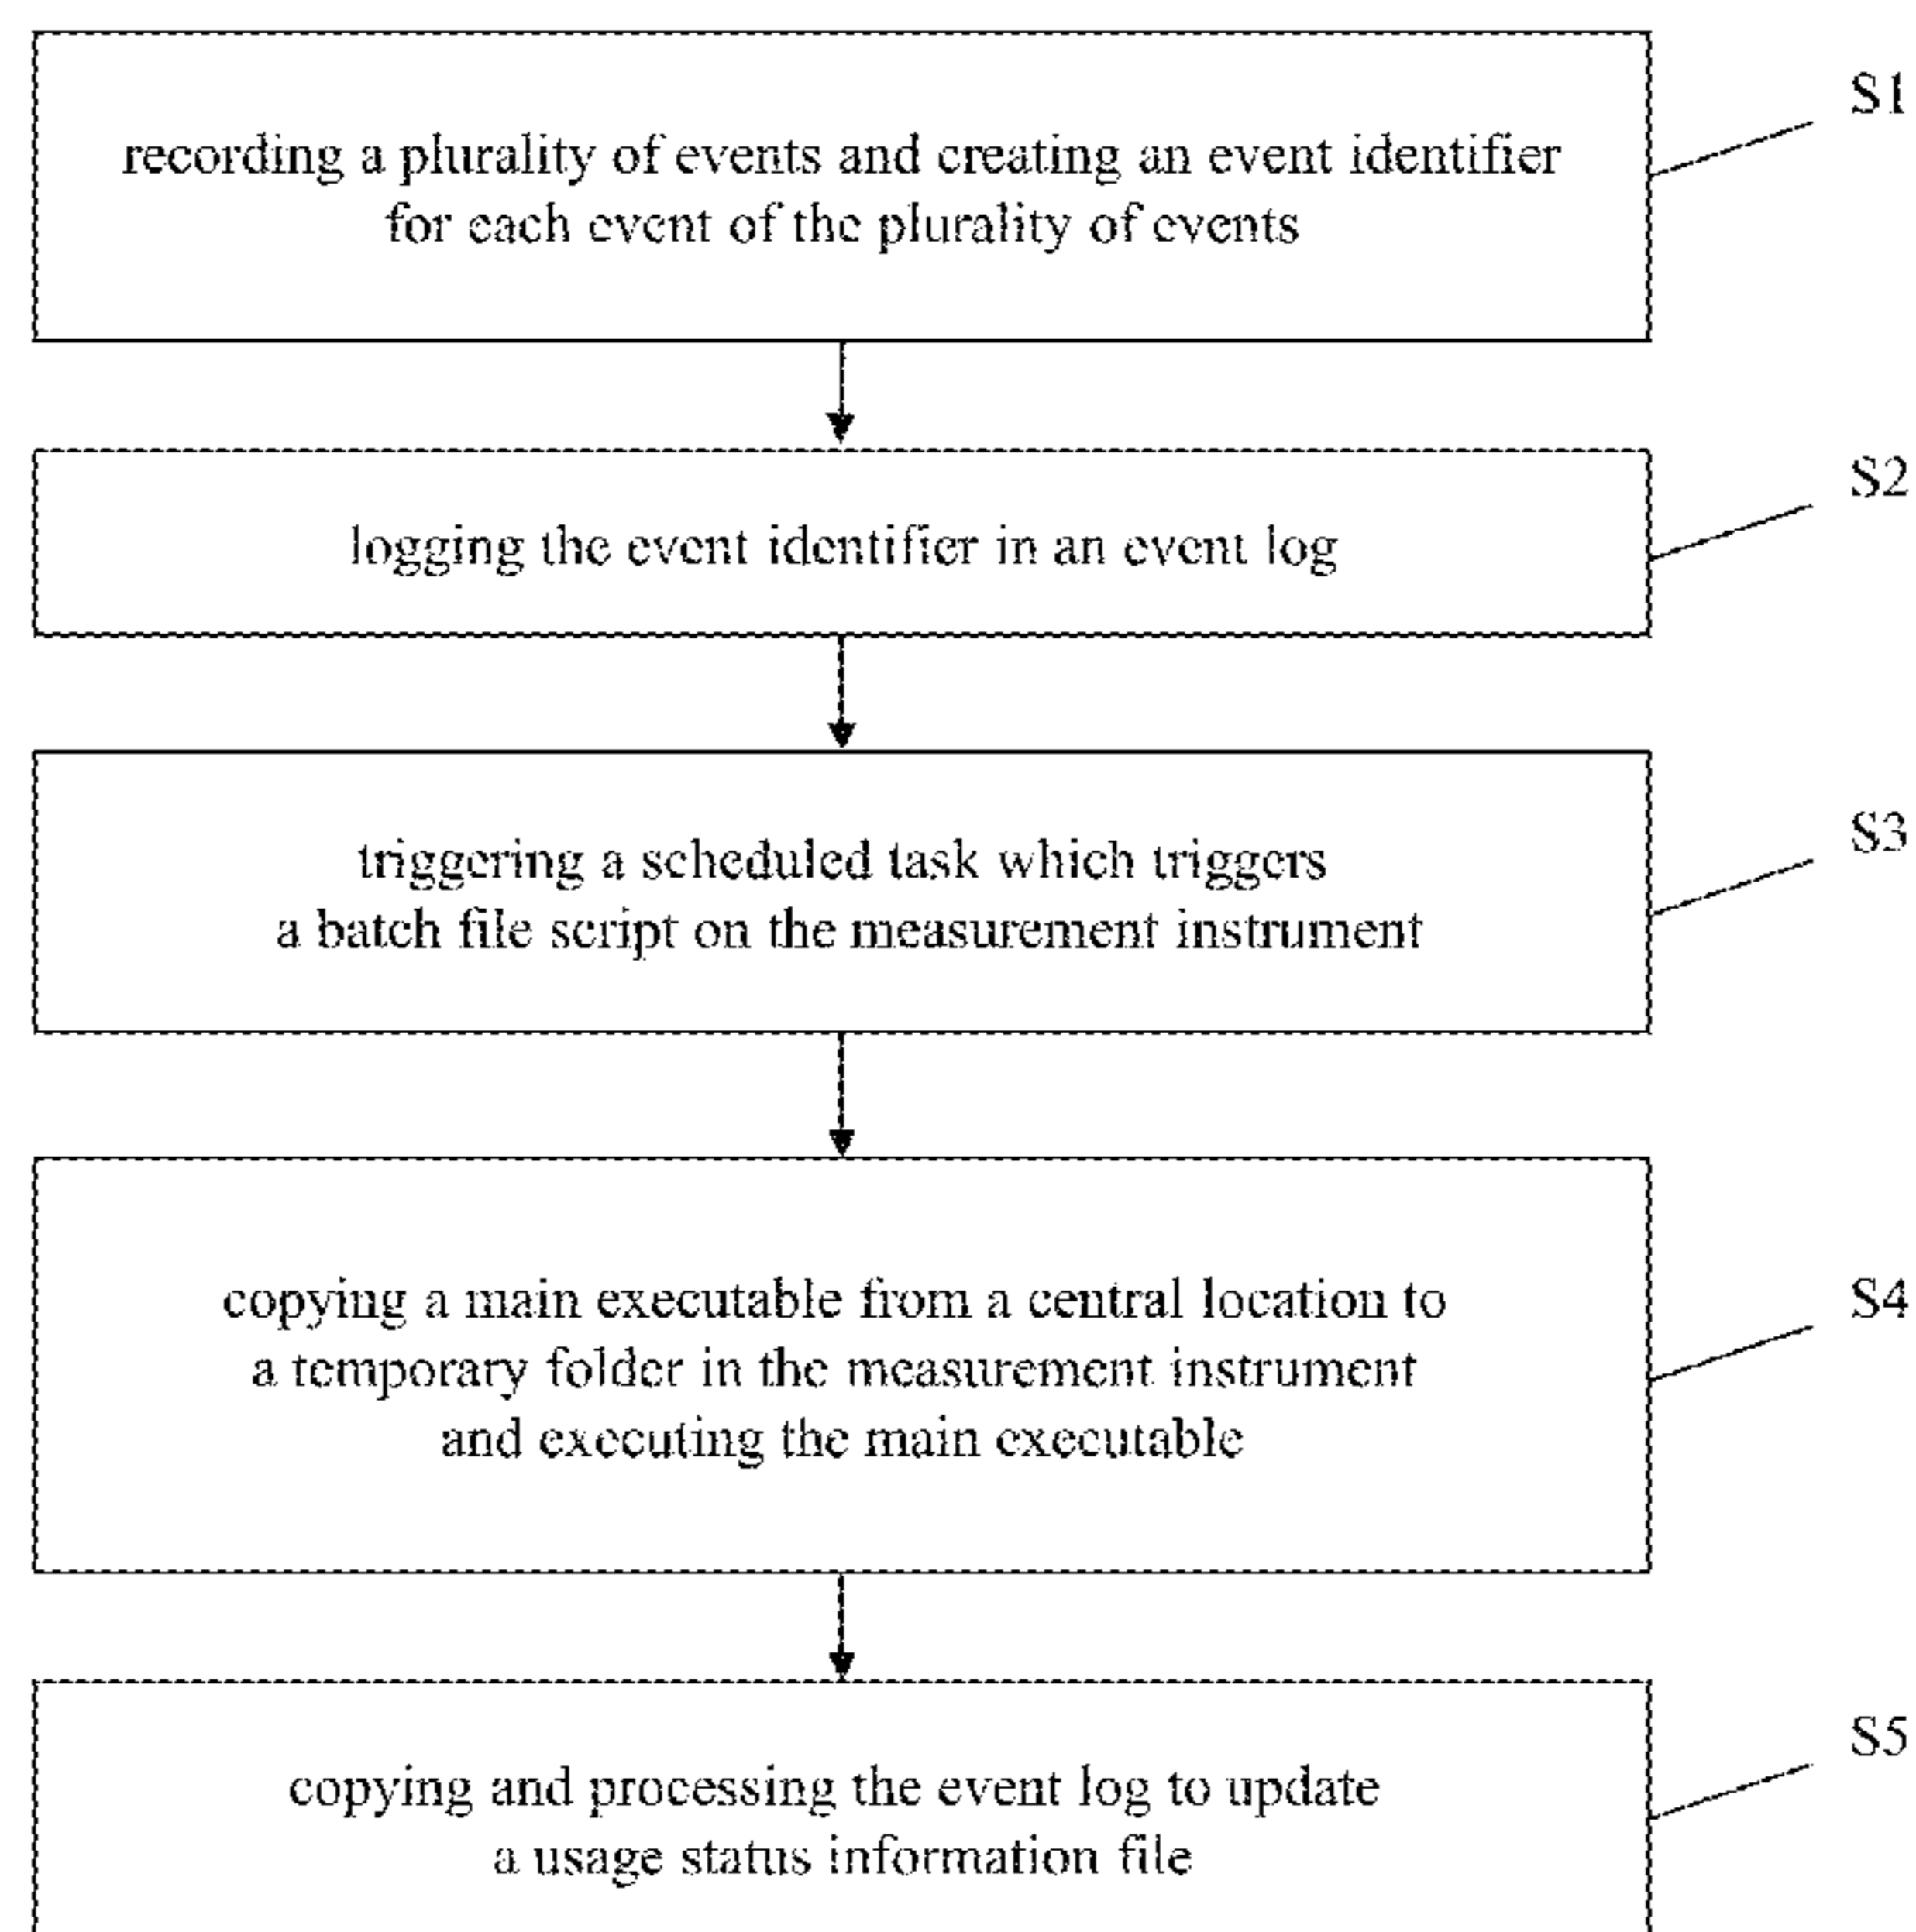 S1
recording a plurality of events and creating an event identifier
for each event of the plurality of events
S2
logging the event identifier in an event log
S3
triggering a scheduled task which triggers
a batch file script on the measurement instrument
S4
copying a main executable from a central location to
a temporary folder in the measurement instrument
and executing the main executable
S5
copying and processing the event log to update
a usage status information file